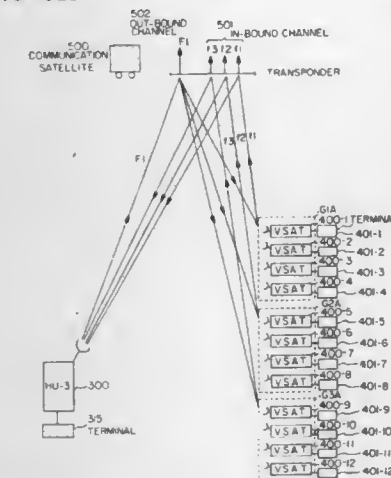 502
OUT-BOUND
CHANNEL
501
IN-BOUND CHANNEL
500
COMMUNICATION
SATELLITE
F1
f3 f2 f1
TRANSPONDER
F1
f3 f2 f1
G1A
400-1 TERMINAL
VSAT 401-1
400-2
VSAT 401-2
400-3
VSAT 401-3
400-4
VSAT 401-4
G2A
400-5
VSAT 401-5
400-6
VSAT 401-6
400-7
VSAT 401-7
400-8
VSAT 401-8
G3A
400-9
VSAT 401-9
400-10
VSAT 401-10
400-11
VSAT 401-11
400-12
VSAT 401-12
HU-3 300
315
TERMINAL